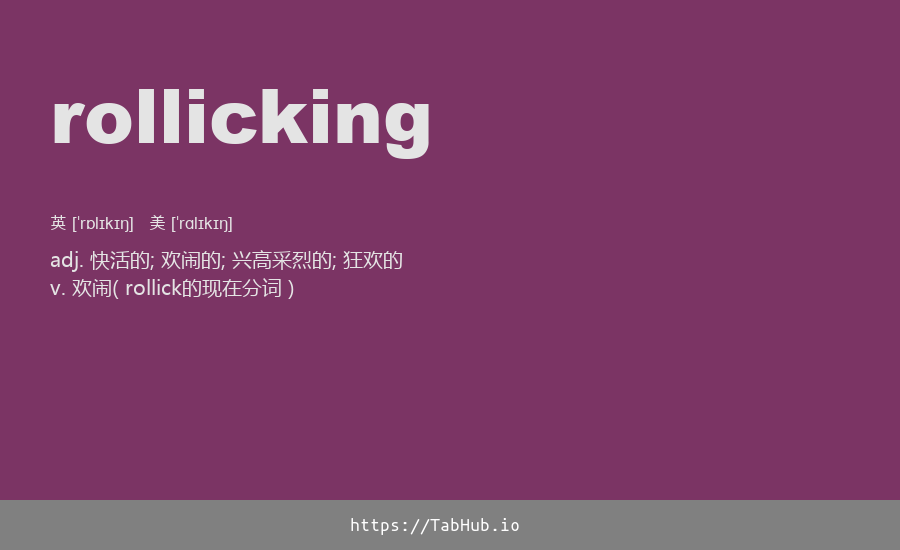 rollicking
英 [ˈrɒlɪkɪŋ] 美 [ˈrɑlɪkɪŋ]
adj. 快活的; 欢闹的; 兴高采烈的; 狂欢的
v. 欢闹( rollick的现在分词 )
https://TabHub.io